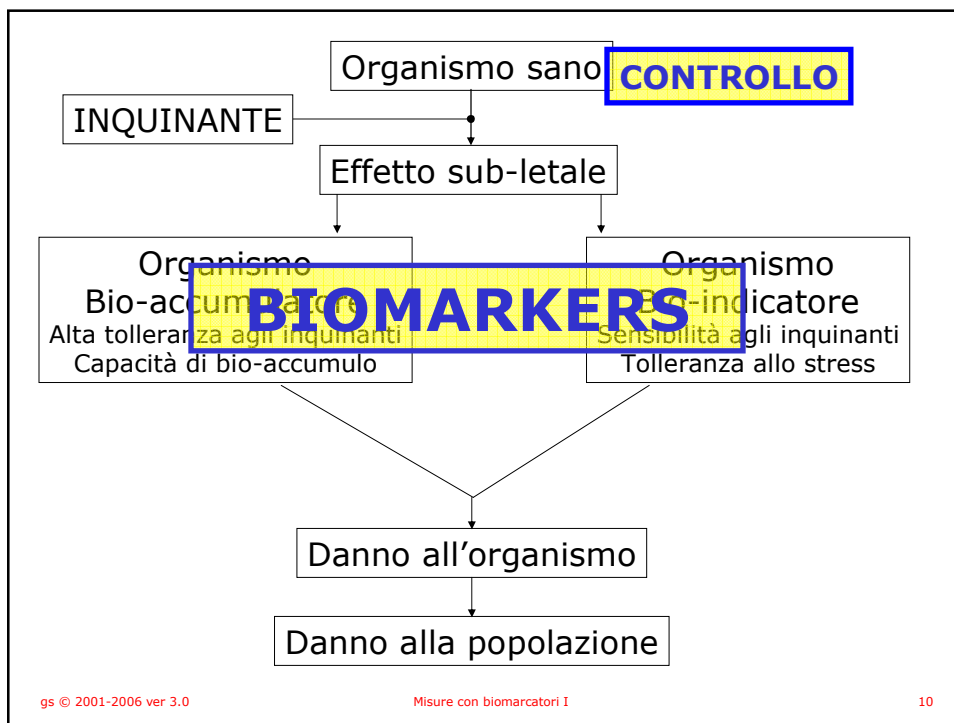 Organismo sano
CONTROLLO
INQUINANTE
Effetto sub-letale
Organismo
Bio-accumulatore
Alta tolleranza agli inquinanti
Capacità di bio-accumulo
Organismo
Bio-indicatore
Sensibilità agli inquinanti
Tolleranza allo stress
BIOMARKERS
Danno all'organismo
Danno alla popolazione
gs © 2001-2006 ver 3.0
Misure con biomarcatori I
10